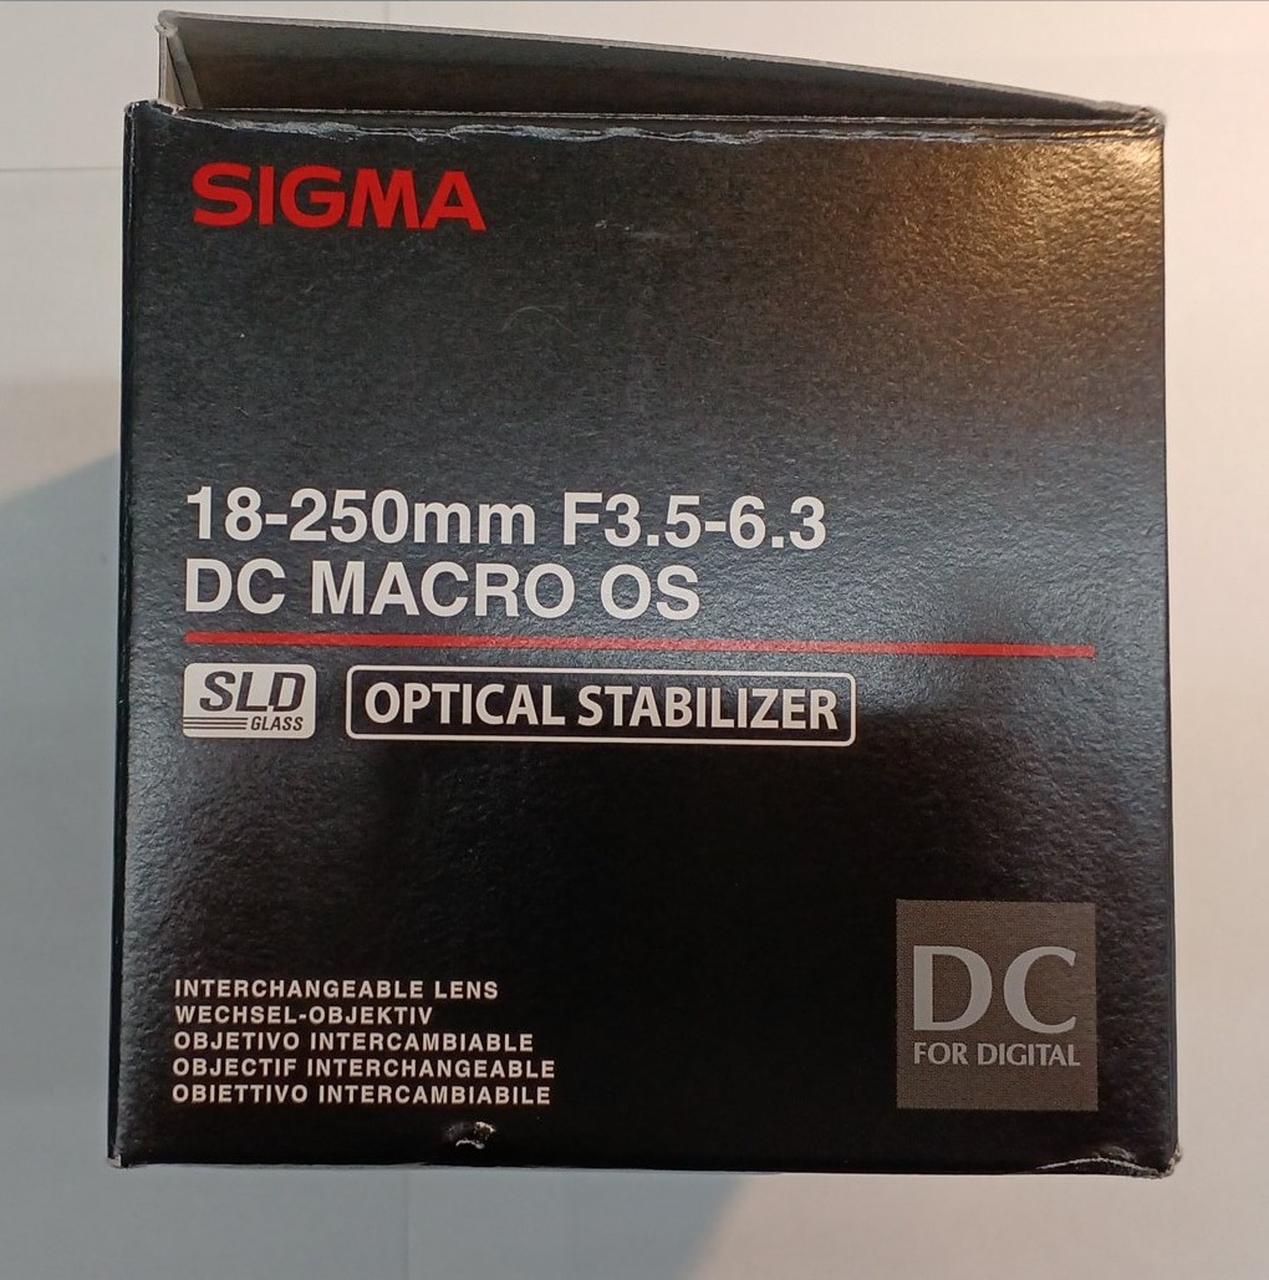 SIGMA
18-250mm F3.5-6.3
DC MACRO OS
SLD
GLASS
OPTICAL STABILIZER
INTERCHANGEABLE LENS
WECHSEL-OBJEKTIV
OBJETIVO INTERCAMBIABLE
OBJECTIF INTERCHANGEABLE
OBIETTIVO INTERCAMBIABILE
DC
FOR DIGITAL